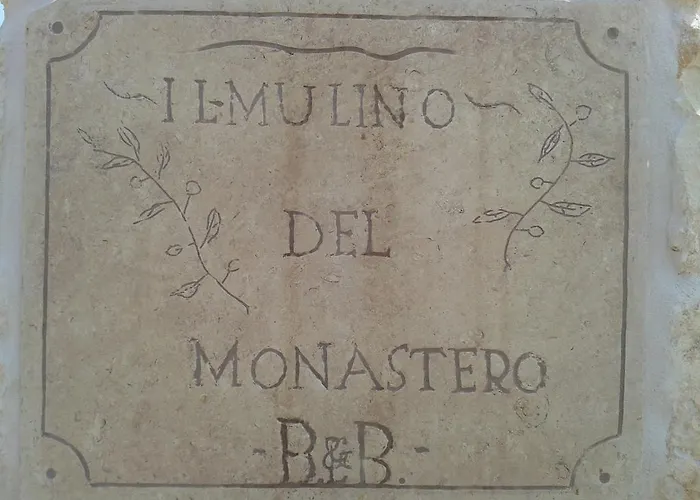 IL MULINO
DEL
MONASTERO
- B.&B. -